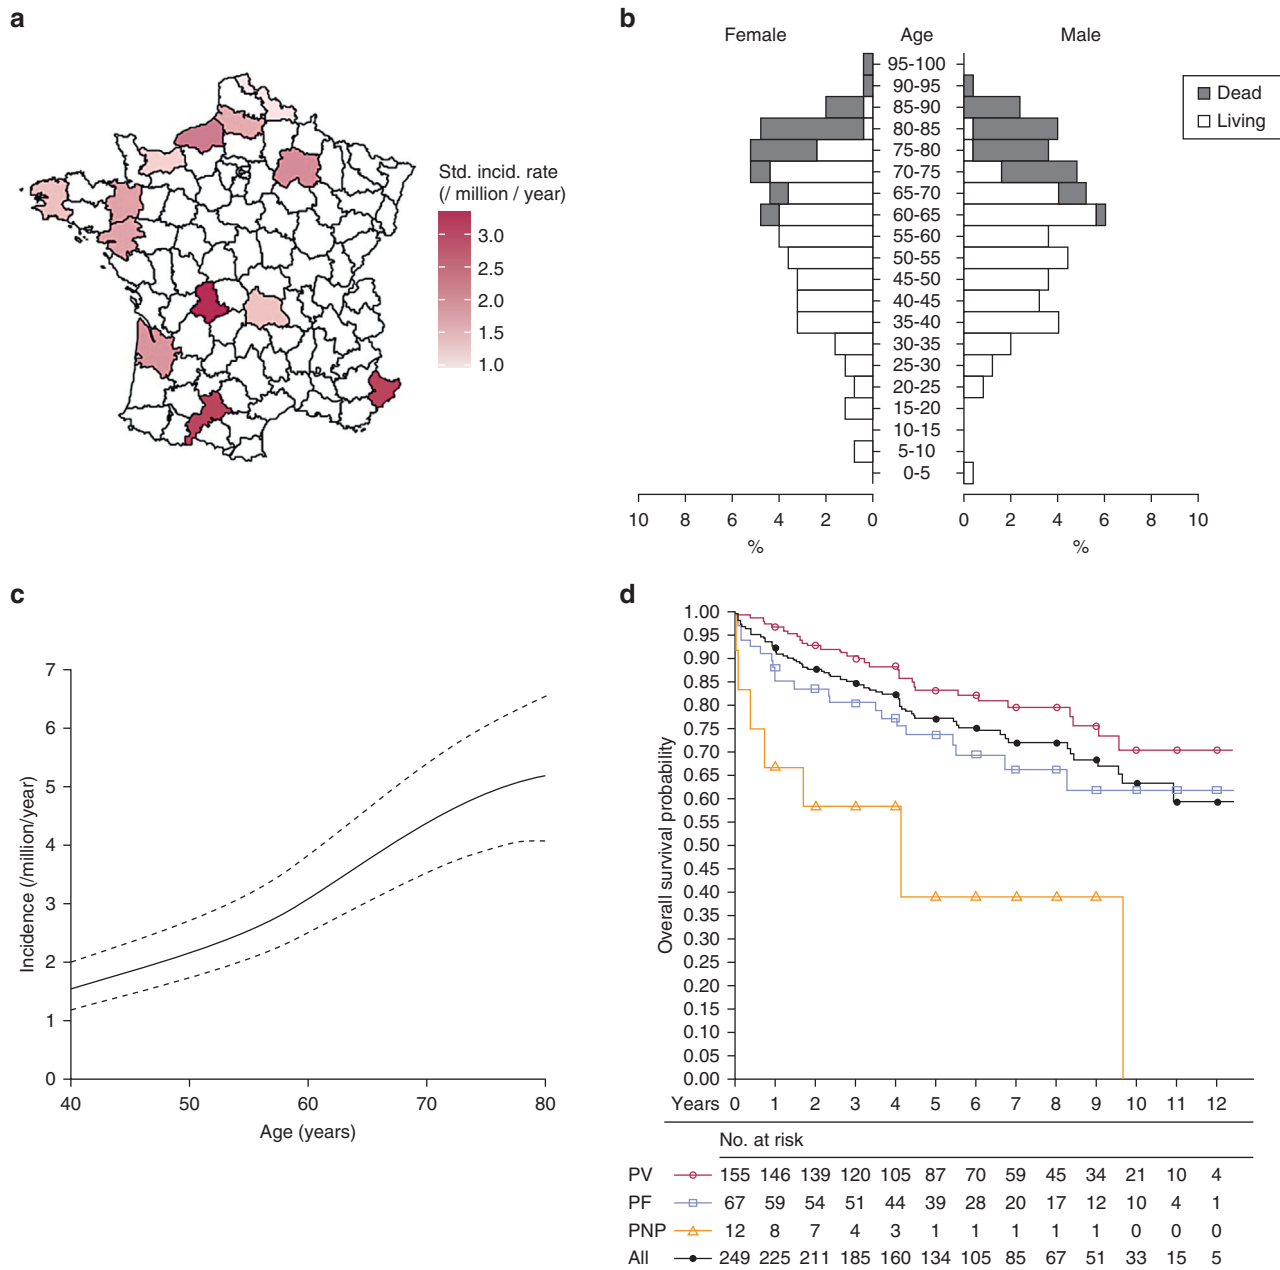 a
Std. incid. rate
(/ million / year)
3.0
2.5
2.0
1.5
1.0
b
Female Age Male
95-100
90-95
85-90
80-85
75-80
70-75
65-70
60-65
55-60
50-55
45-50
40-45
35-40
30-35
25-30
20-25
15-20
10-15
5-10
0-5
Dead
Living
10 8 6 4 2 0 0 2 4 6 8 10
% %
c
Incidence (/million/year)
7
6
5
4
3
2
1
0
40 50 60 70 80
Age (years)
d
Overall survival probability
1.00
0.95
0.90
0.85
0.80
0.75
0.70
0.65
0.60
0.55
0.50
0.45
0.40
0.35
0.30
0.25
0.20
0.15
0.10
0.05
0.00
Years 0 1 2 3 4 5 6 7 8 9 10 11 12
No. at risk
PV 155 146 139 120 105 87 70 59 45 34 21 10 4
PF 67 59 54 51 44 39 28 20 17 12 10 4 1
PNP 12 8 7 4 3 1 1 1 1 1 0 0 0
All 249 225 211 185 160 134 105 85 67 51 33 15 5